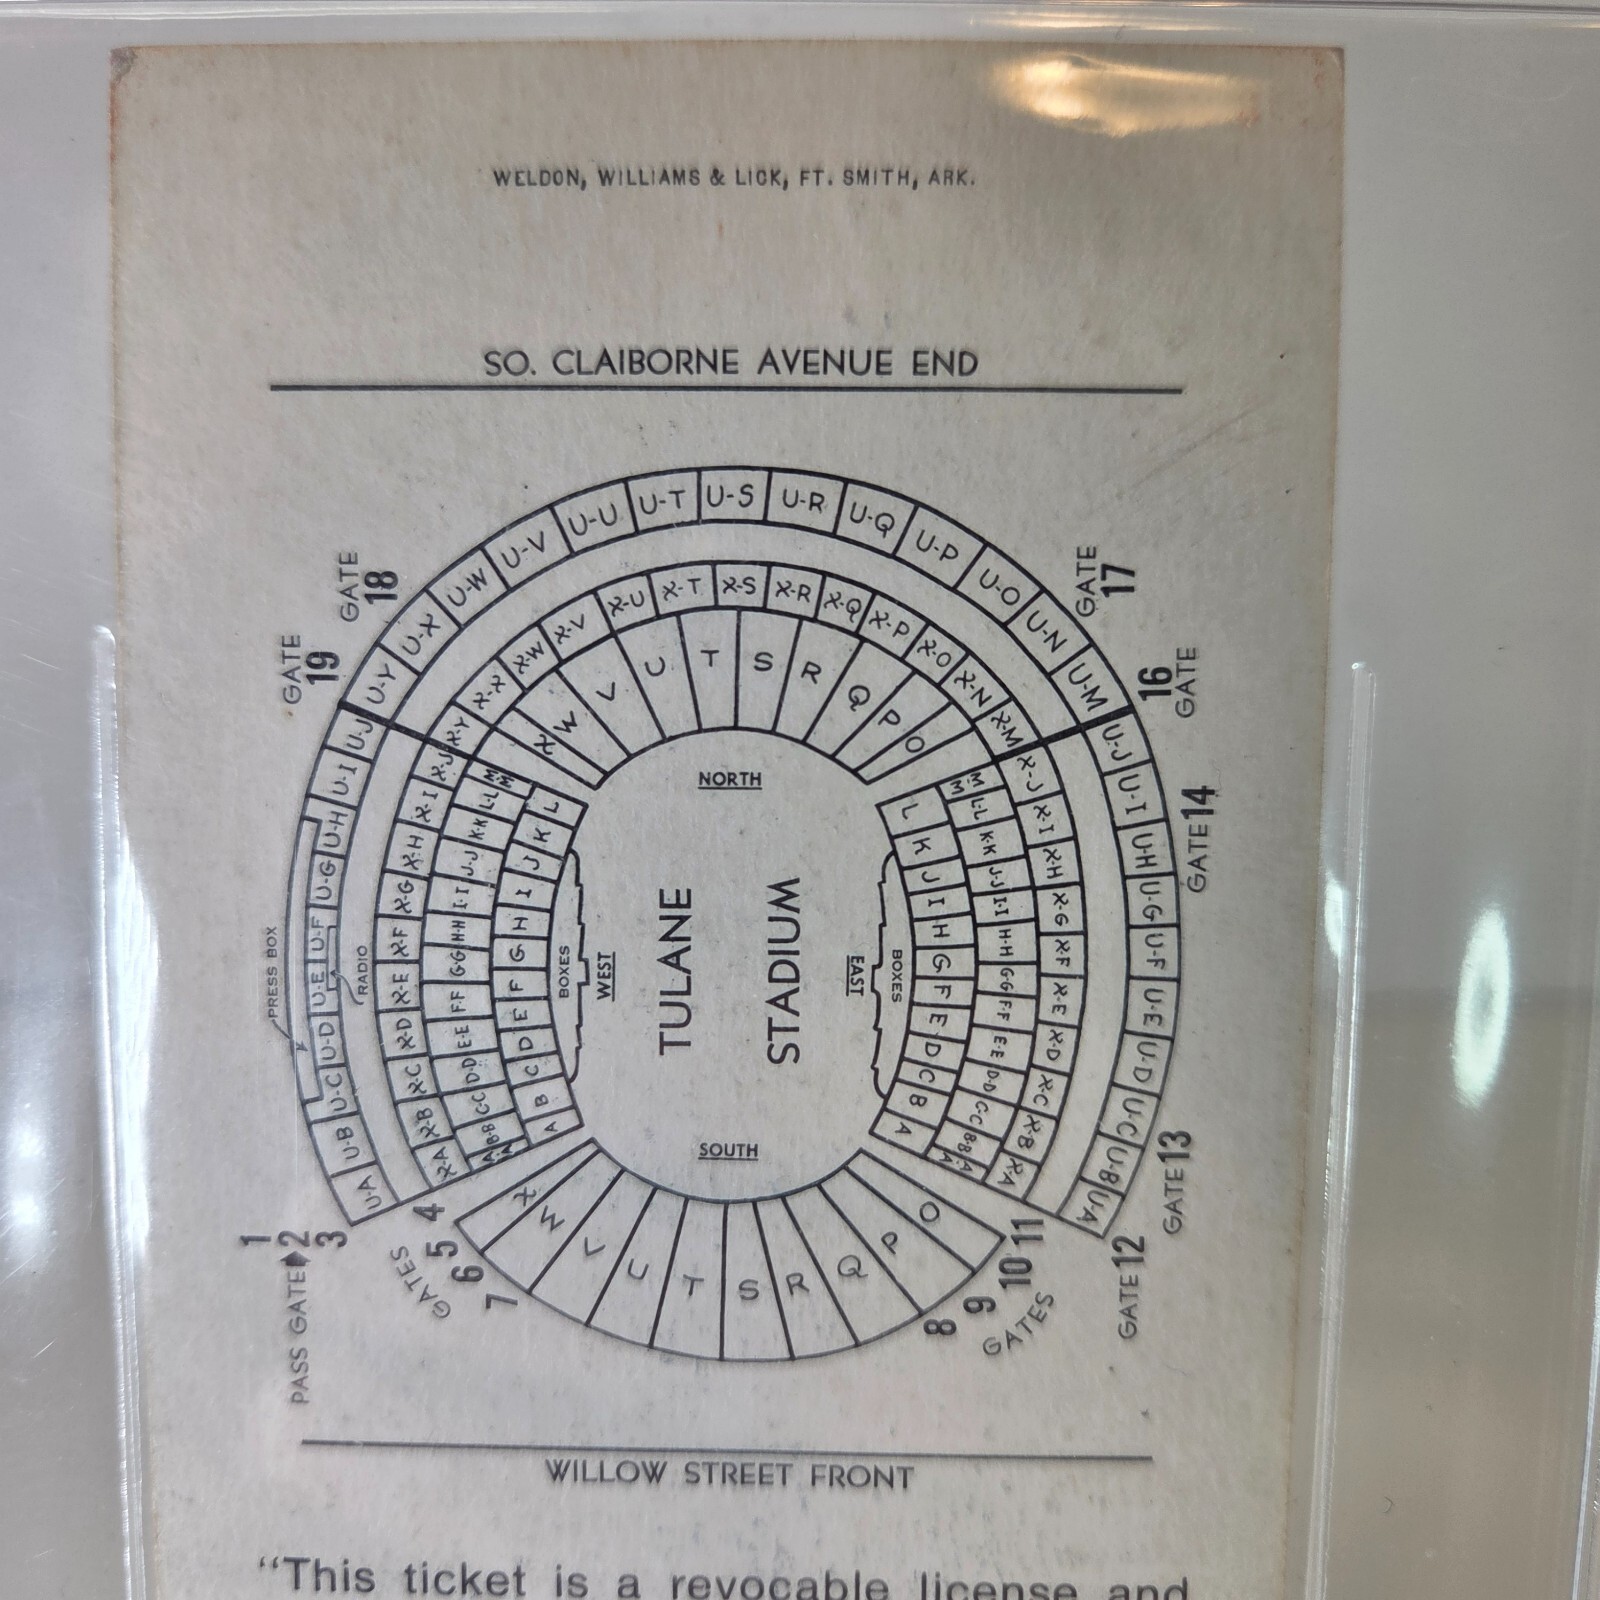 WELDON, WILLIAMS & LICK, FT. SMITH, ARK.
SO. CLAIBORNE AVENUE END
GATE 18
GATE 17
GATE 19
16 GATE
U-Y U-X U-W U-V U-U U-T U-S U-R U-Q U-P U-O U-N U-M
X-Y X-X X-W X-V X-U X-T X-S X-R X-Q X-P X-O X-N X-M
X W V U T S R Q P O
NORTH
U-J U-I U-H U-G U-F U-E U-D U-C U-B U-A
X-J X-I X-H X-G X-F X-E X-D X-C X-B X-A
M-M L-L K-K J-J I-I H-H G-G F-F E-E D-D C-C B-B A-A
L K J I H G F E D C B A
PRESS BOX
RADIO
BOXES
WEST
TULANE
STADIUM
EAST
BOXES
L K J I H G F E D C B A
M-M L-L K-K J-J I-I H-H G-G F-F E-E D-D C-C B-B A-A
X-J X-I X-H X-G X-F X-E X-D X-C X-B X-A
U-J U-I U-H U-G U-F U-E U-D U-C U-B U-A
GATE 14
GATE 13
GATE 12
SOUTH
X W V U T S R Q P O
1
PASS GATE 2
3
4 5 6 7
GATES
8 9 10 11
GATES
WILLOW STREET FRONT
"This ticket is a revocable license and